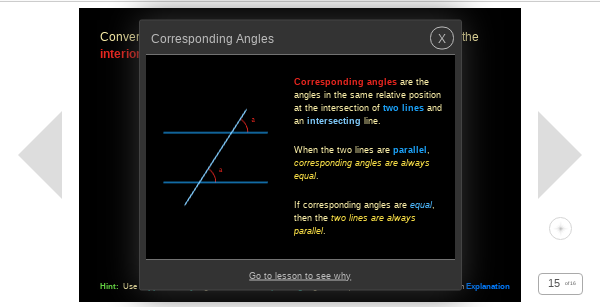 Corresponding Angles
X
the
interior
Corresponding angles are the
angles in the same relative position
at the intersection of two lines and
an intersecting line.
When the two lines are parallel,
corresponding angles are always
equal.
If corresponding angles are equal,
then the two lines are always
parallel.
a
a
Go to lesson to see why
Hint: Use
Explanation
15 of 16